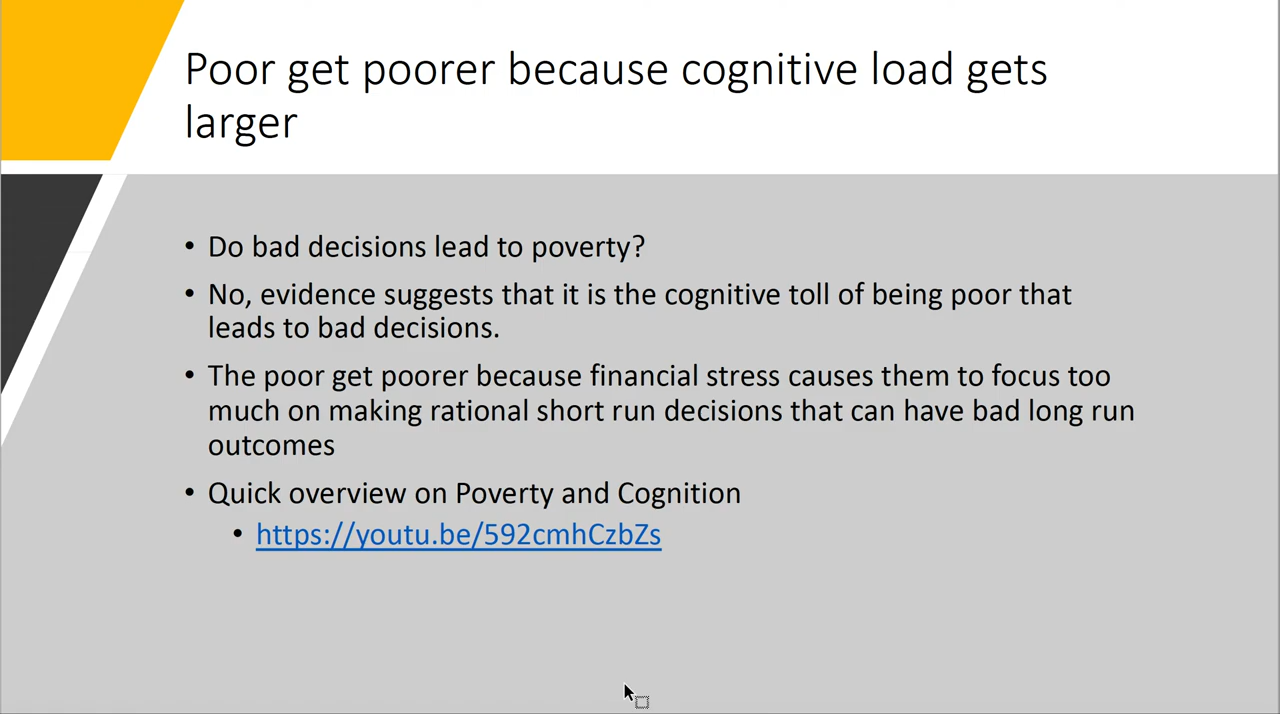 Poor get poorer because cognitive load gets
larger
• Do bad decisions lead to poverty?
• No, evidence suggests that it is the cognitive toll of being poor that
leads to bad decisions.
• The poor get poorer because financial stress causes them to focus too
much on making rational short run decisions that can have bad long run
outcomes
• Quick overview on Poverty and Cognition
• https://youtu.be/592cmhCzbZs